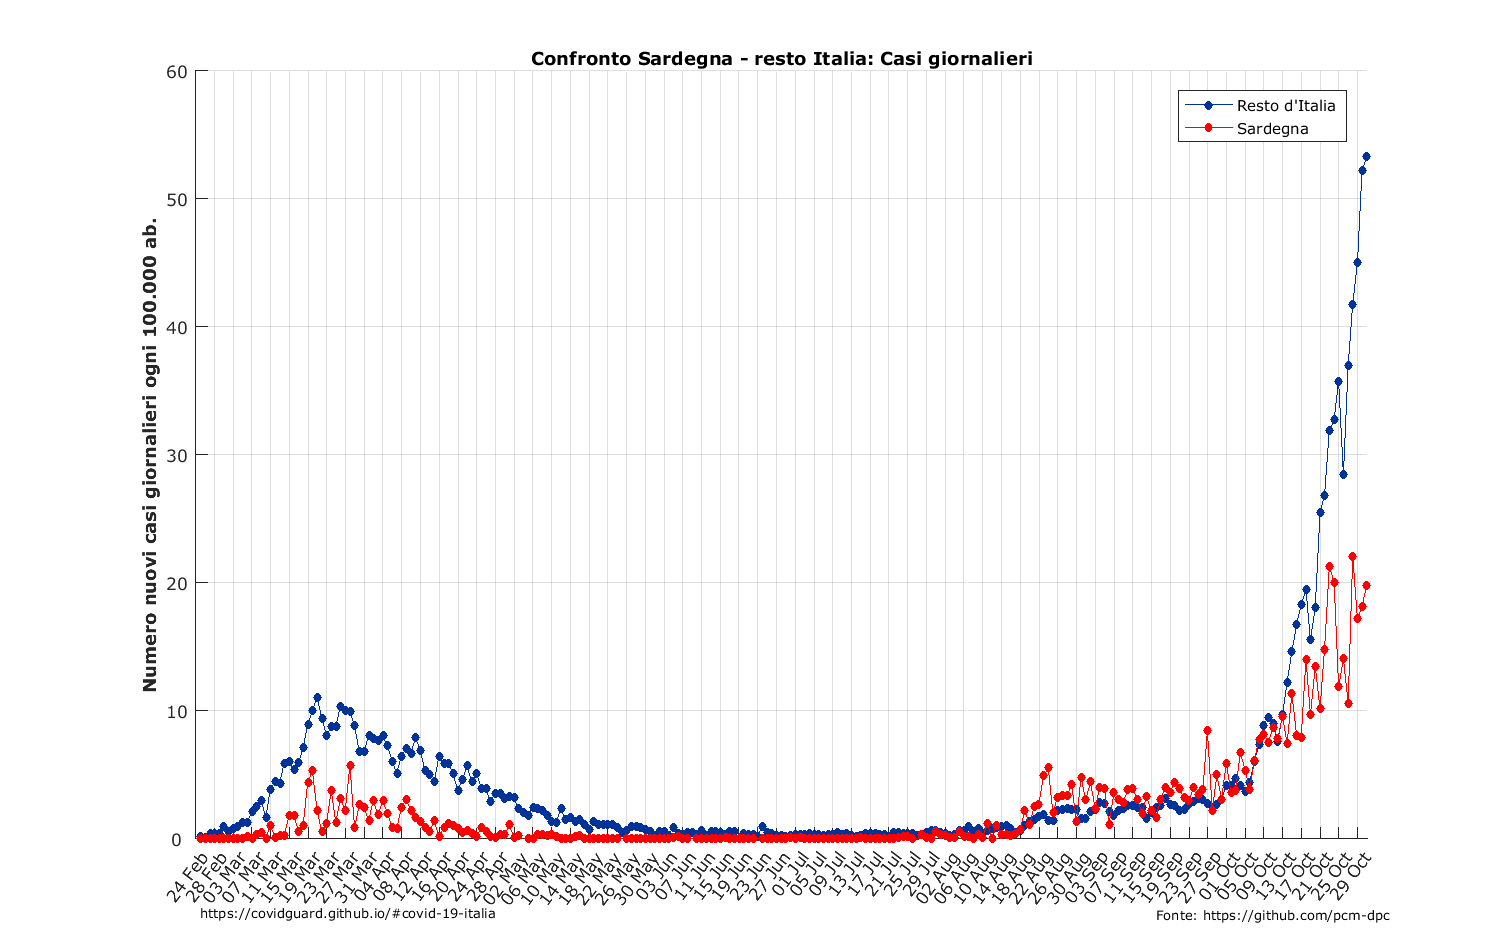 Confronto Sardegna - resto Italia: Casi giornalieri
Resto d'Italia
Sardegna
Numero nuovi casi giornalieri ogni 100.000 ab.
60
50
40
30
20
10
0
24 Feb
28 Feb
03 Mar
07 Mar
11 Mar
15 Mar
19 Mar
23 Mar
27 Mar
31 Mar
04 Apr
08 Apr
12 Apr
16 Apr
20 Apr
24 Apr
28 Apr
02 May
06 May
10 May
14 May
18 May
22 May
26 May
30 May
03 Jun
07 Jun
11 Jun
15 Jun
19 Jun
23 Jun
27 Jun
01 Jul
05 Jul
09 Jul
13 Jul
17 Jul
21 Jul
25 Jul
29 Jul
02 Aug
06 Aug
10 Aug
14 Aug
18 Aug
22 Aug
26 Aug
30 Aug
03 Sep
07 Sep
11 Sep
15 Sep
19 Sep
23 Sep
27 Sep
01 Oct
05 Oct
09 Oct
13 Oct
17 Oct
21 Oct
25 Oct
29 Oct
https://covidguard.github.io/#covid-19-italia
Fonte: https://github.com/pcm-dpc